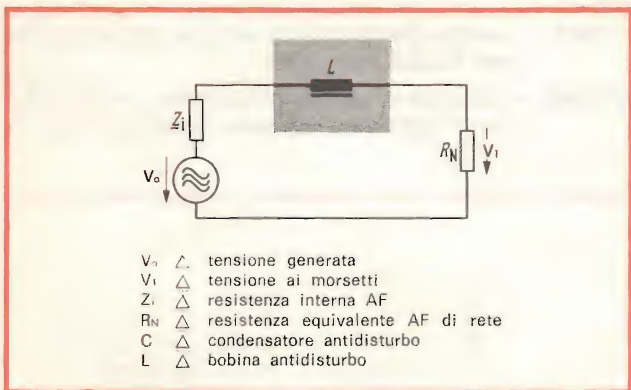 L
Zi
Vo
RN
V1
Vo ≙ tensione generata
V1 ≙ tensione ai morsetti
Zi ≙ resistenza interna AF
RN ≙ resistenza equivalente AF di rete
C ≙ condensatore antidisturbo
L ≙ bobina antidisturbo